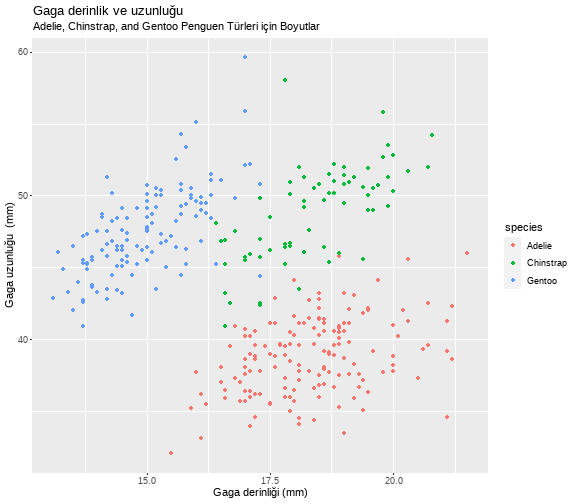 Gaga derinlik ve uzunluğu
Adelie, Chinstrap, and Gentoo Penguen Türleri için Boyutlar
60
50
40
Gaga uzunluğu (mm)
15.0
17.5
20.0
Gaga derinliği (mm)
species
Adelie
Chinstrap
Gentoo